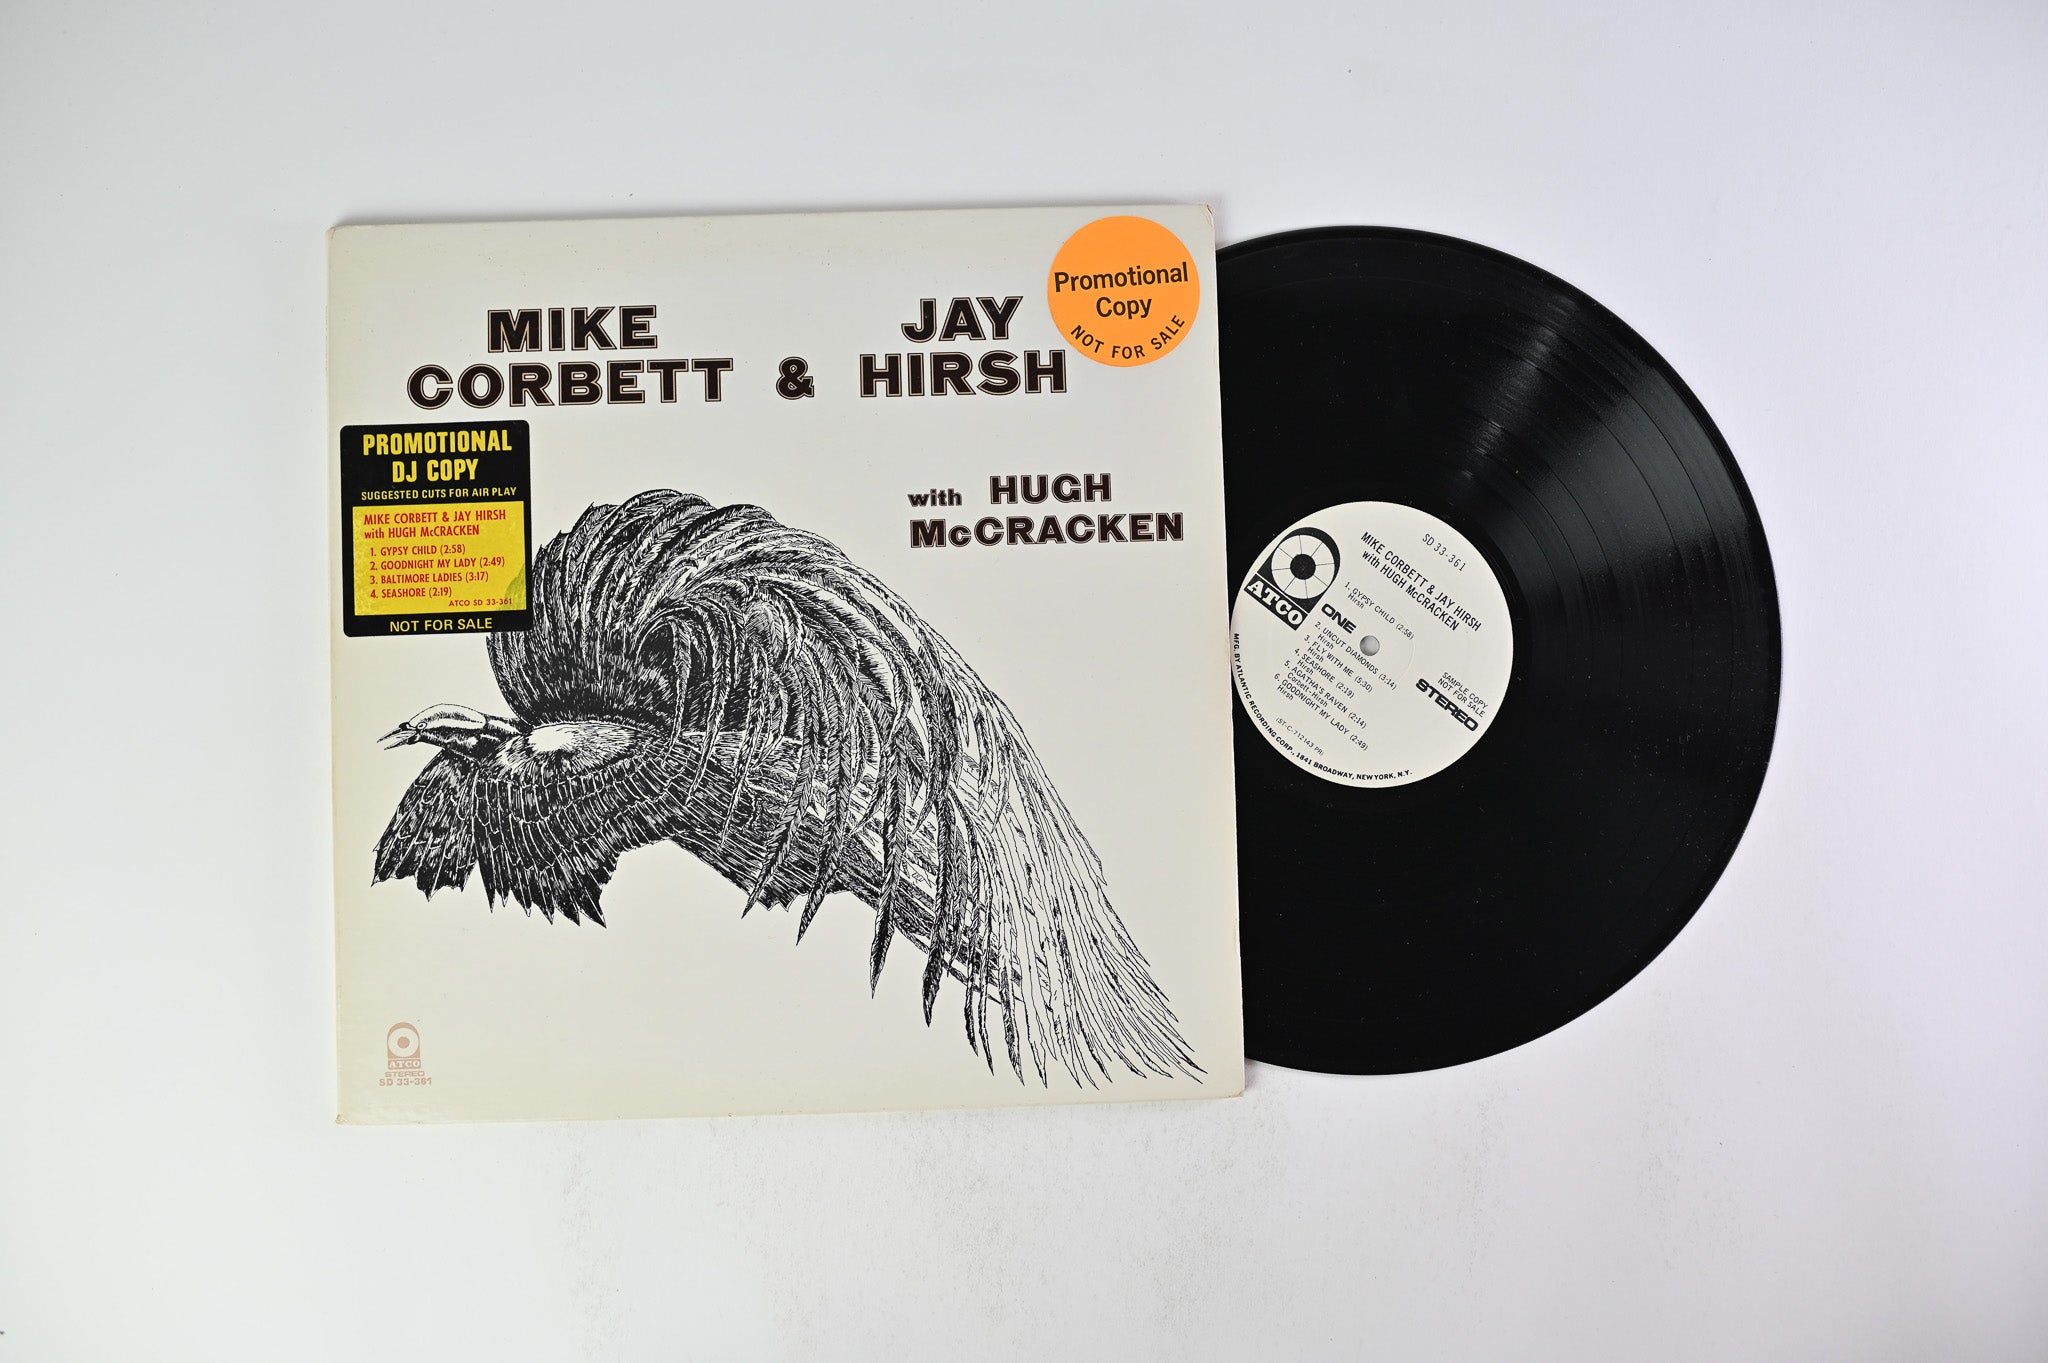 MIKE CORBETT & JAY HIRSH
with HUGH McCRACKEN
Promotional
Copy
NOT FOR SALE
PROMOTIONAL
DJ COPY
SUGGESTED CUTS FOR AIR PLAY
MIKE CORBETT & JAY HIRSH
with HUGH McCRACKEN
1. GYPSY CHILD (2:58)
2. GOODNIGHT MY LADY (2:49)
3. BALTIMORE LADIES (3:17)
4. SEASHORE (2:19)
ATCO SD 33-361
NOT FOR SALE
ATCO
STEREO
SD 33-361
SD 33-361
MIKE CORBETT & JAY HIRSH
with HUGH McCRACKEN
ATCO
ONE
1. GYPSY CHILD (2:58)
Hirsh
2. UNCUT DIAMONDS (3:14)
Hirsh
3. FLY WITH ME (5:30)
Hirsh
4. SEASHORE (2:19)
Hirsh
5. AGATHA'S RAVEN (2:14)
Corbett-Hirsh
6. GOODNIGHT MY LADY (2:49)
Hirsh
SAMPLE COPY
NOT FOR SALE
STEREO
(ST-C-712143 PR)
MFG. BY ATLANTIC RECORDING CORP., 1841 BROADWAY, NEW YORK, N.Y.